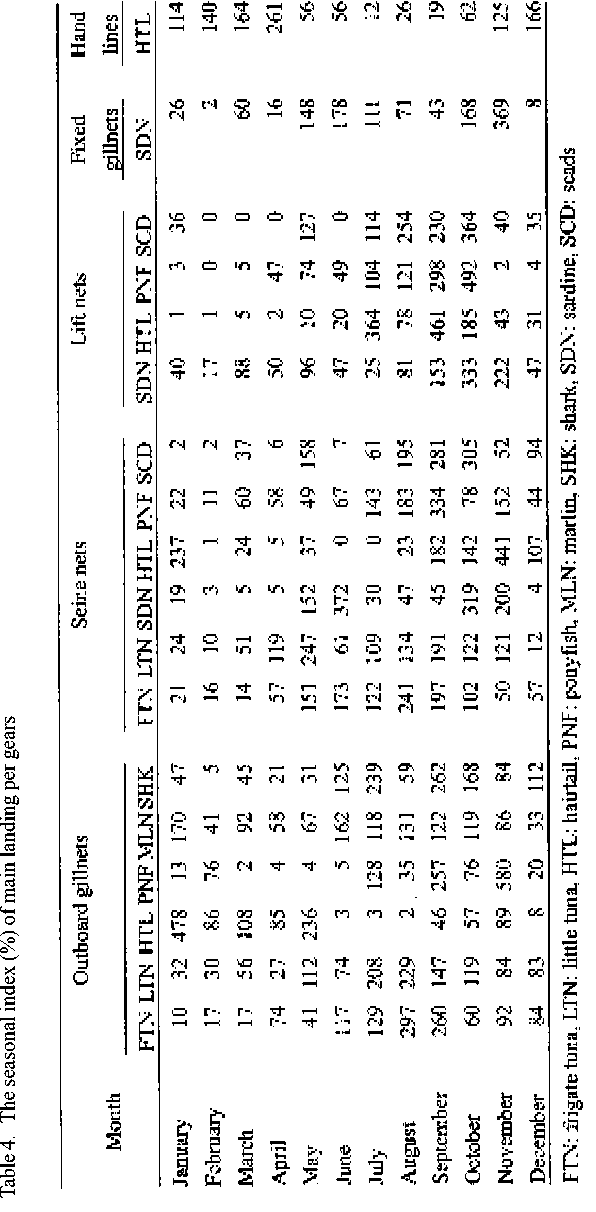 Table 4. The seasonal index (%) of main landing per gears
Month Outboard gillnets Seine nets Lift nets Fixed gillnets Hand lines
FTN LTN HTL PNF MLN SHK FTN LTN SDN HTL PNF SCD SDN HTL PNF SCD SDN HTL
January 10 32 478 13 170 47 21 24 19 237 22 2 40 1 3 36 26 114
February 17 30 86 76 41 5 16 10 3 1 11 2 17 1 0 0 2 140
March 17 56 108 2 92 45 14 51 5 24 60 37 88 5 5 0 60 164
April 74 27 85 4 58 21 57 119 5 5 58 6 50 2 47 0 16 261
May 41 112 236 4 67 31 151 247 152 37 49 158 96 10 74 127 148 56
June 117 74 3 5 162 125 173 61 372 0 67 7 47 20 49 0 178 56
July 129 208 3 128 118 239 122 109 30 0 143 61 25 364 104 114 111 12
August 297 229 2 35 131 59 241 134 47 23 183 195 81 78 121 254 71 26
September 260 147 46 257 122 262 197 191 45 182 334 281 153 461 298 230 43 19
October 60 119 57 76 119 168 102 122 319 142 78 305 333 185 492 364 168 62
November 92 84 89 580 86 84 50 121 200 441 152 52 222 43 2 40 369 125
December 84 83 8 20 33 112 57 12 4 107 44 94 47 31 4 35 8 166
FTN: frigate tuna, LTN: little tuna, HTL: hairtail, PNF: ponyfish, MLN: marlin, SHK: shark, SDN: sardine, SCD: scads